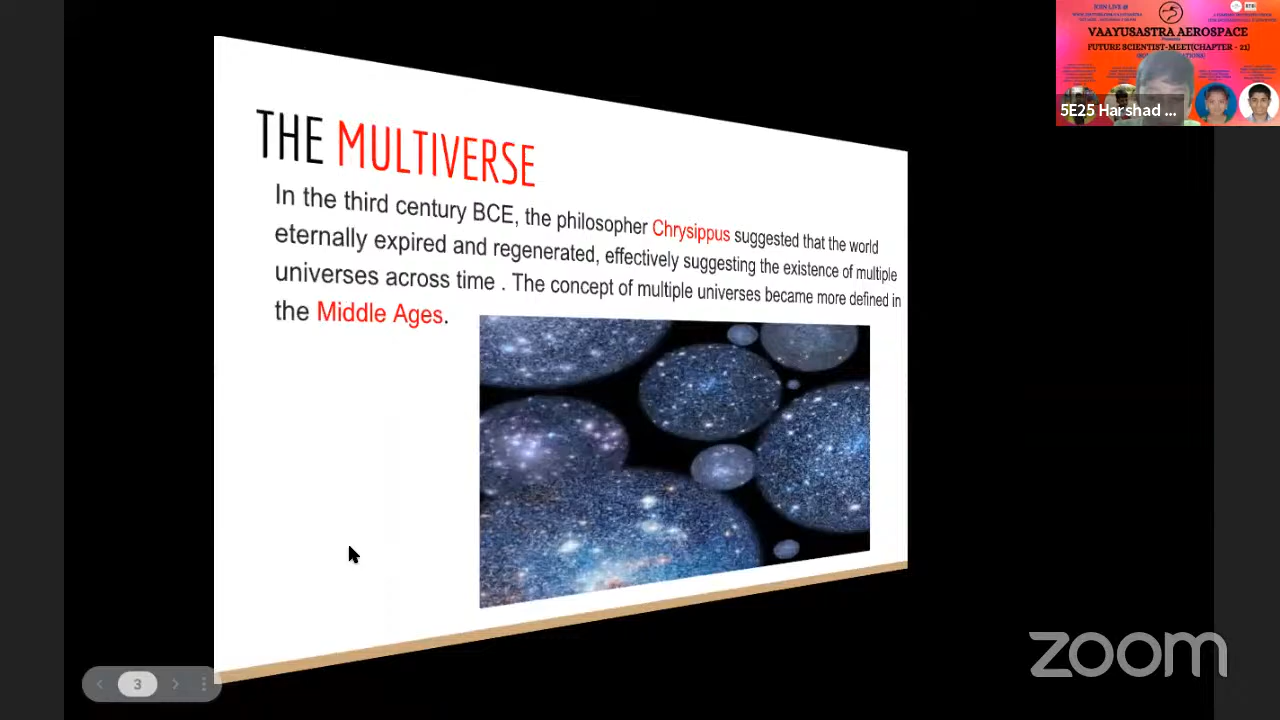 THE MULTIVERSE
In the third century BCE, the philosopher Chrysippus suggested that the world
eternally expired and regenerated, effectively suggesting the existence of multiple
universes across time . The concept of multiple universes became more defined in
the Middle Ages.
JOIN LIVE @
VAAYUSASTRA AEROSPACE
FUTURE SCIENTIST-MEET(CHAPTER - 21)
5E25 Harshad ...
3
zoom